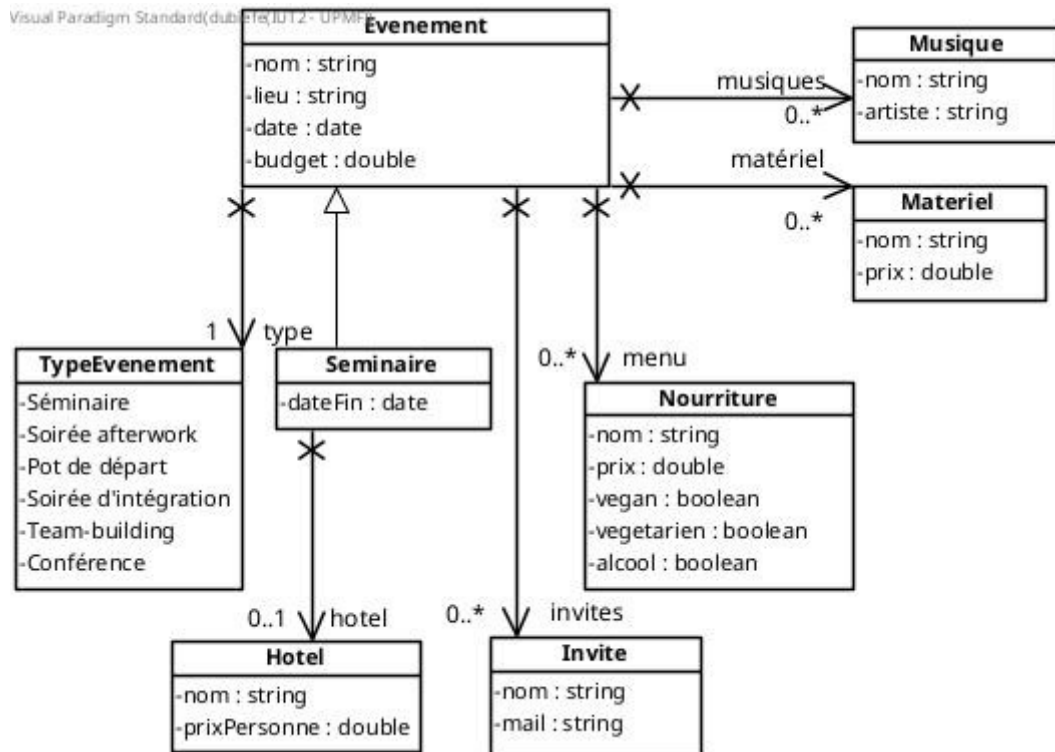 Visual Paradigm Standard(dublete(IUT2 - UPMF))
Evenement
-nom : string
-lieu : string
-date : date
-budget : double
musiques
0..*
Musique
-nom : string
-artiste : string
matériel
0..*
Materiel
-nom : string
-prix : double
1 type
TypeEvenement
-Séminaire
-Soirée afterwork
-Pot de départ
-Soirée d'intégration
-Team-building
-Conférence
Seminaire
-dateFin : date
0..* menu
Nourriture
-nom : string
-prix : double
-vegan : boolean
-vegetarien : boolean
-alcool : boolean
0..1 hotel
Hotel
-nom : string
-prixPersonne : double
0..* invites
Invite
-nom : string
-mail : string